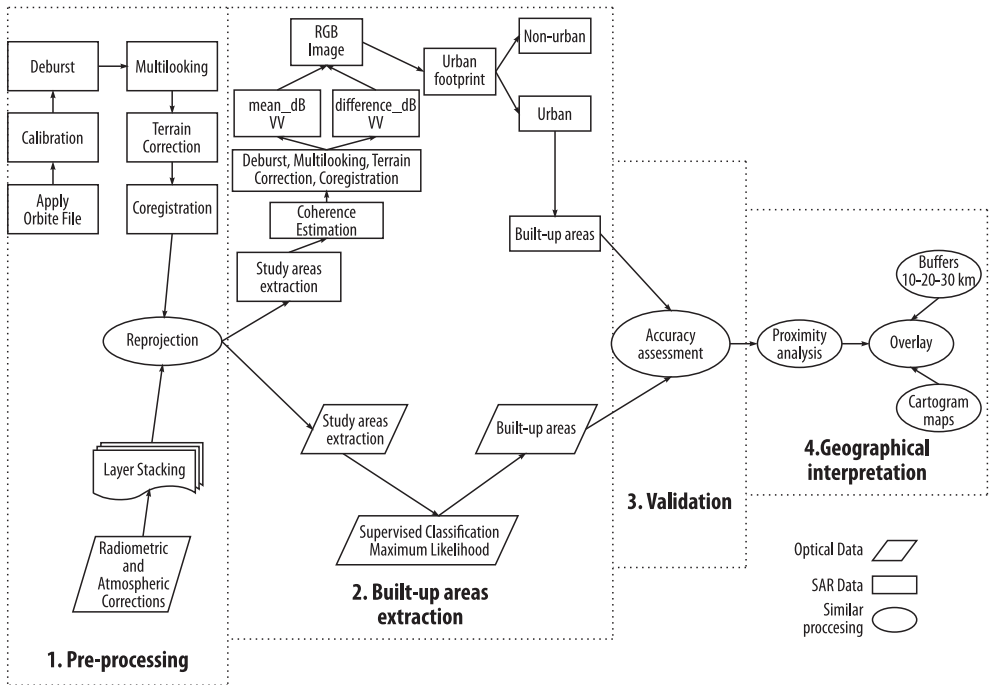 Deburst
Multilooking
Calibration
Terrain
Correction
Apply
Orbite File
Coregistration
Reprojection
Layer Stacking
Radiometric
and
Atmospheric
Corrections
1. Pre-processing
RGB
Image
Urban
footprint
Non-urban
Urban
mean_dB
VV
difference_dB
VV
Deburst, Multilooking, Terrain
Correction, Coregistration
Coherence
Estimation
Study areas
extraction
Built-up areas
Study areas
extraction
Built-up areas
Supervised Classification
Maximum Likelihood
2. Built-up areas
extraction
Accuracy
assessment
3. Validation
Proximity
analysis
Buffers
10-20-30 km
Overlay
Cartogram
maps
4.Geographical
interpretation
Optical Data
SAR Data
Similar
proccesing